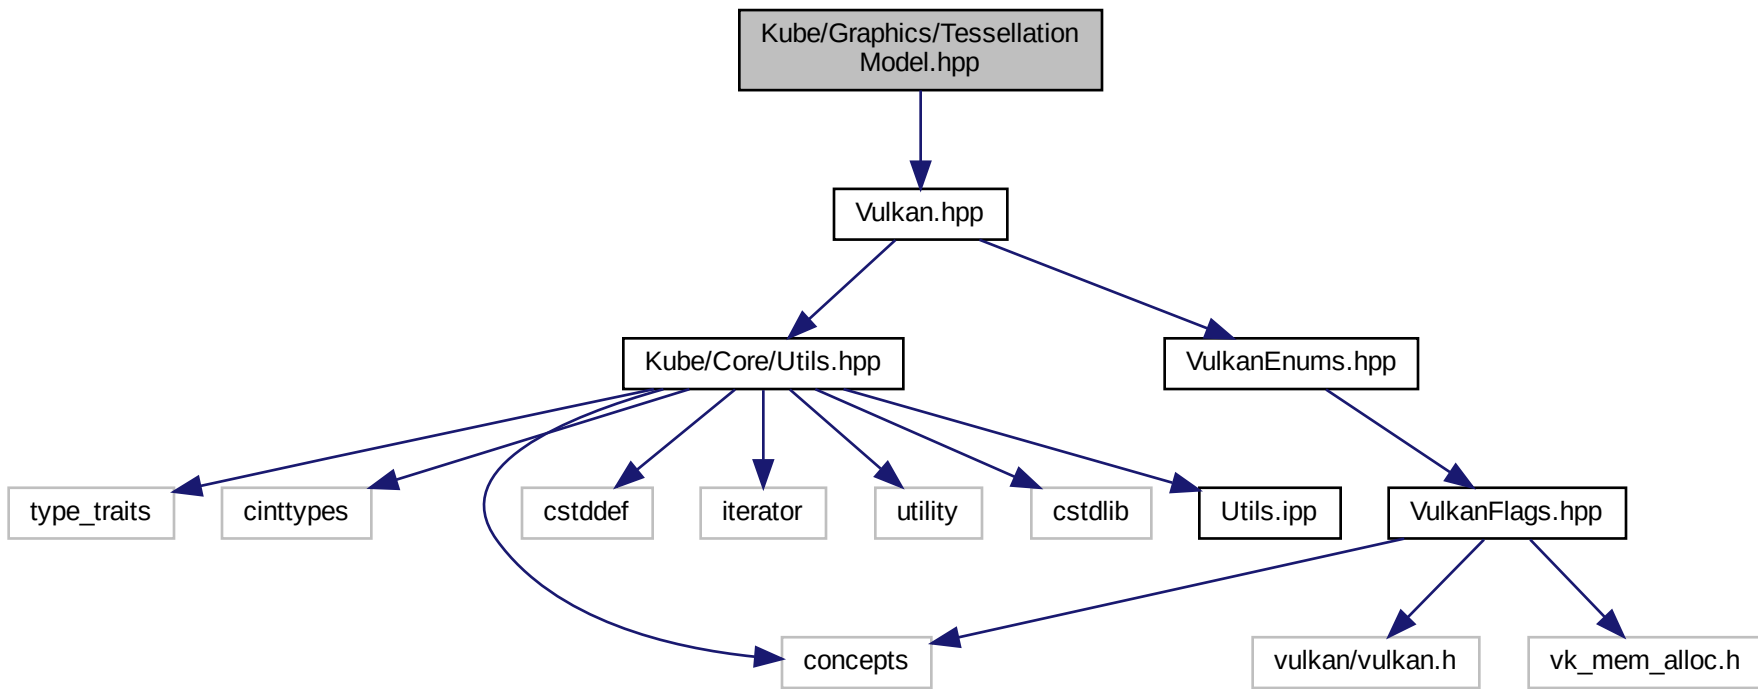 Kube/Graphics/Tessellation
Model.hpp
Vulkan.hpp
Kube/Core/Utils.hpp
VulkanEnums.hpp
type_traits
cinttypes
cstddef
iterator
utility
cstdlib
Utils.ipp
VulkanFlags.hpp
concepts
vulkan/vulkan.h
vk_mem_alloc.h